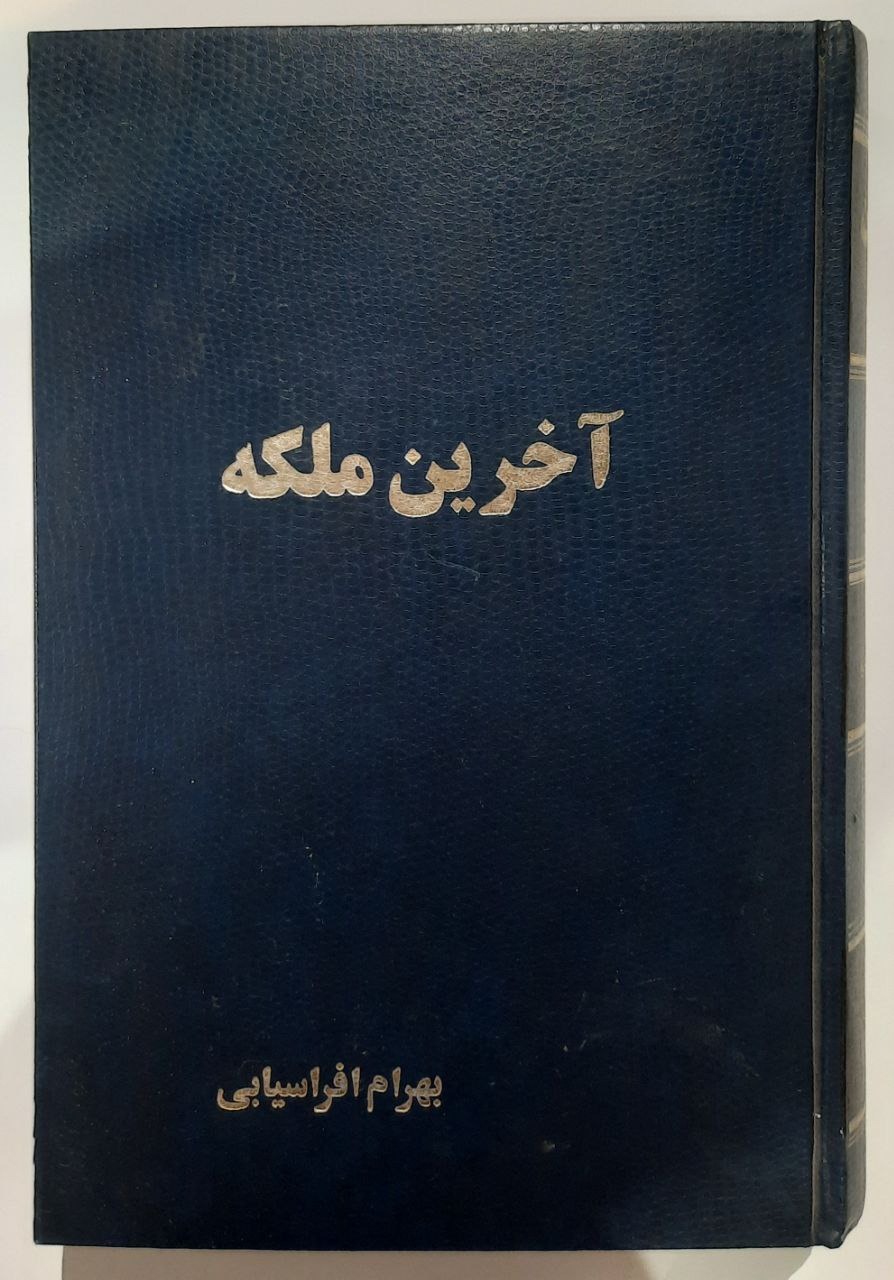 آخرین ملکه
بهرام افراسیابی